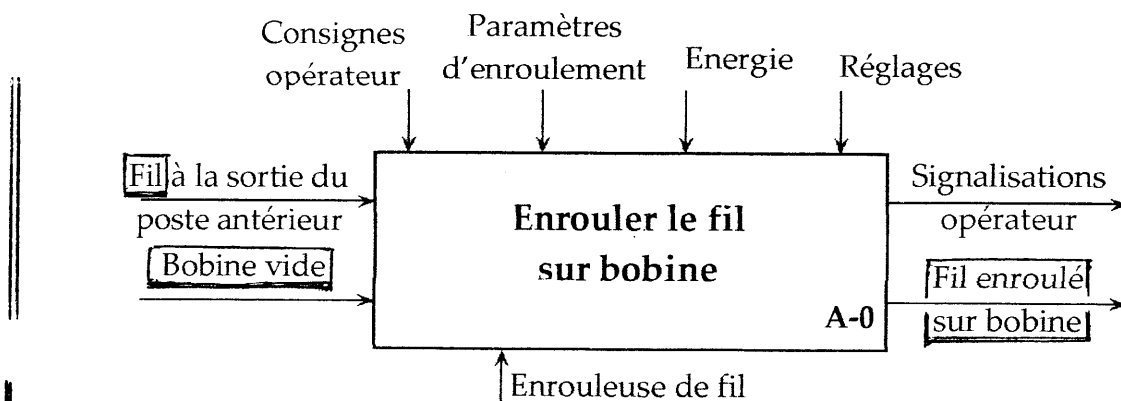 Consignes
opérateur
Paramètres
d'enroulement
Energie
Réglages
Fil à la sortie du
poste antérieur
Bobine vide
Enrouler le fil
sur bobine
A-0
Signalisations
opérateur
Fil enroulé
sur bobine
Enrouleuse de fil